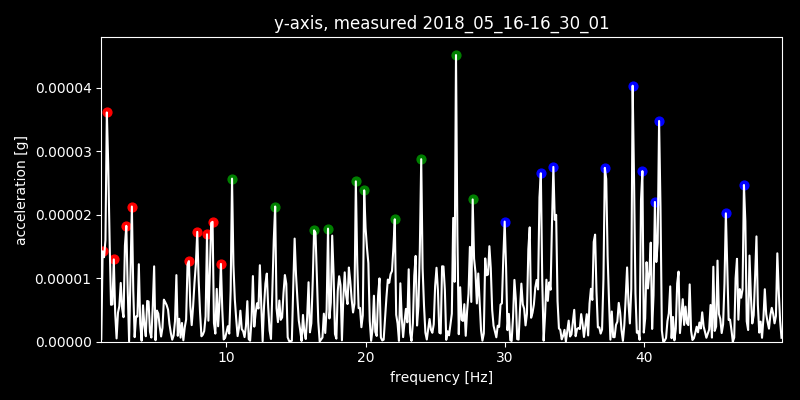 y-axis, measured 2018_05_16-16_30_01
0.00004
0.00003
0.00002
0.00001
0.00000
acceleration [g]
10 20 30 40
frequency [Hz]